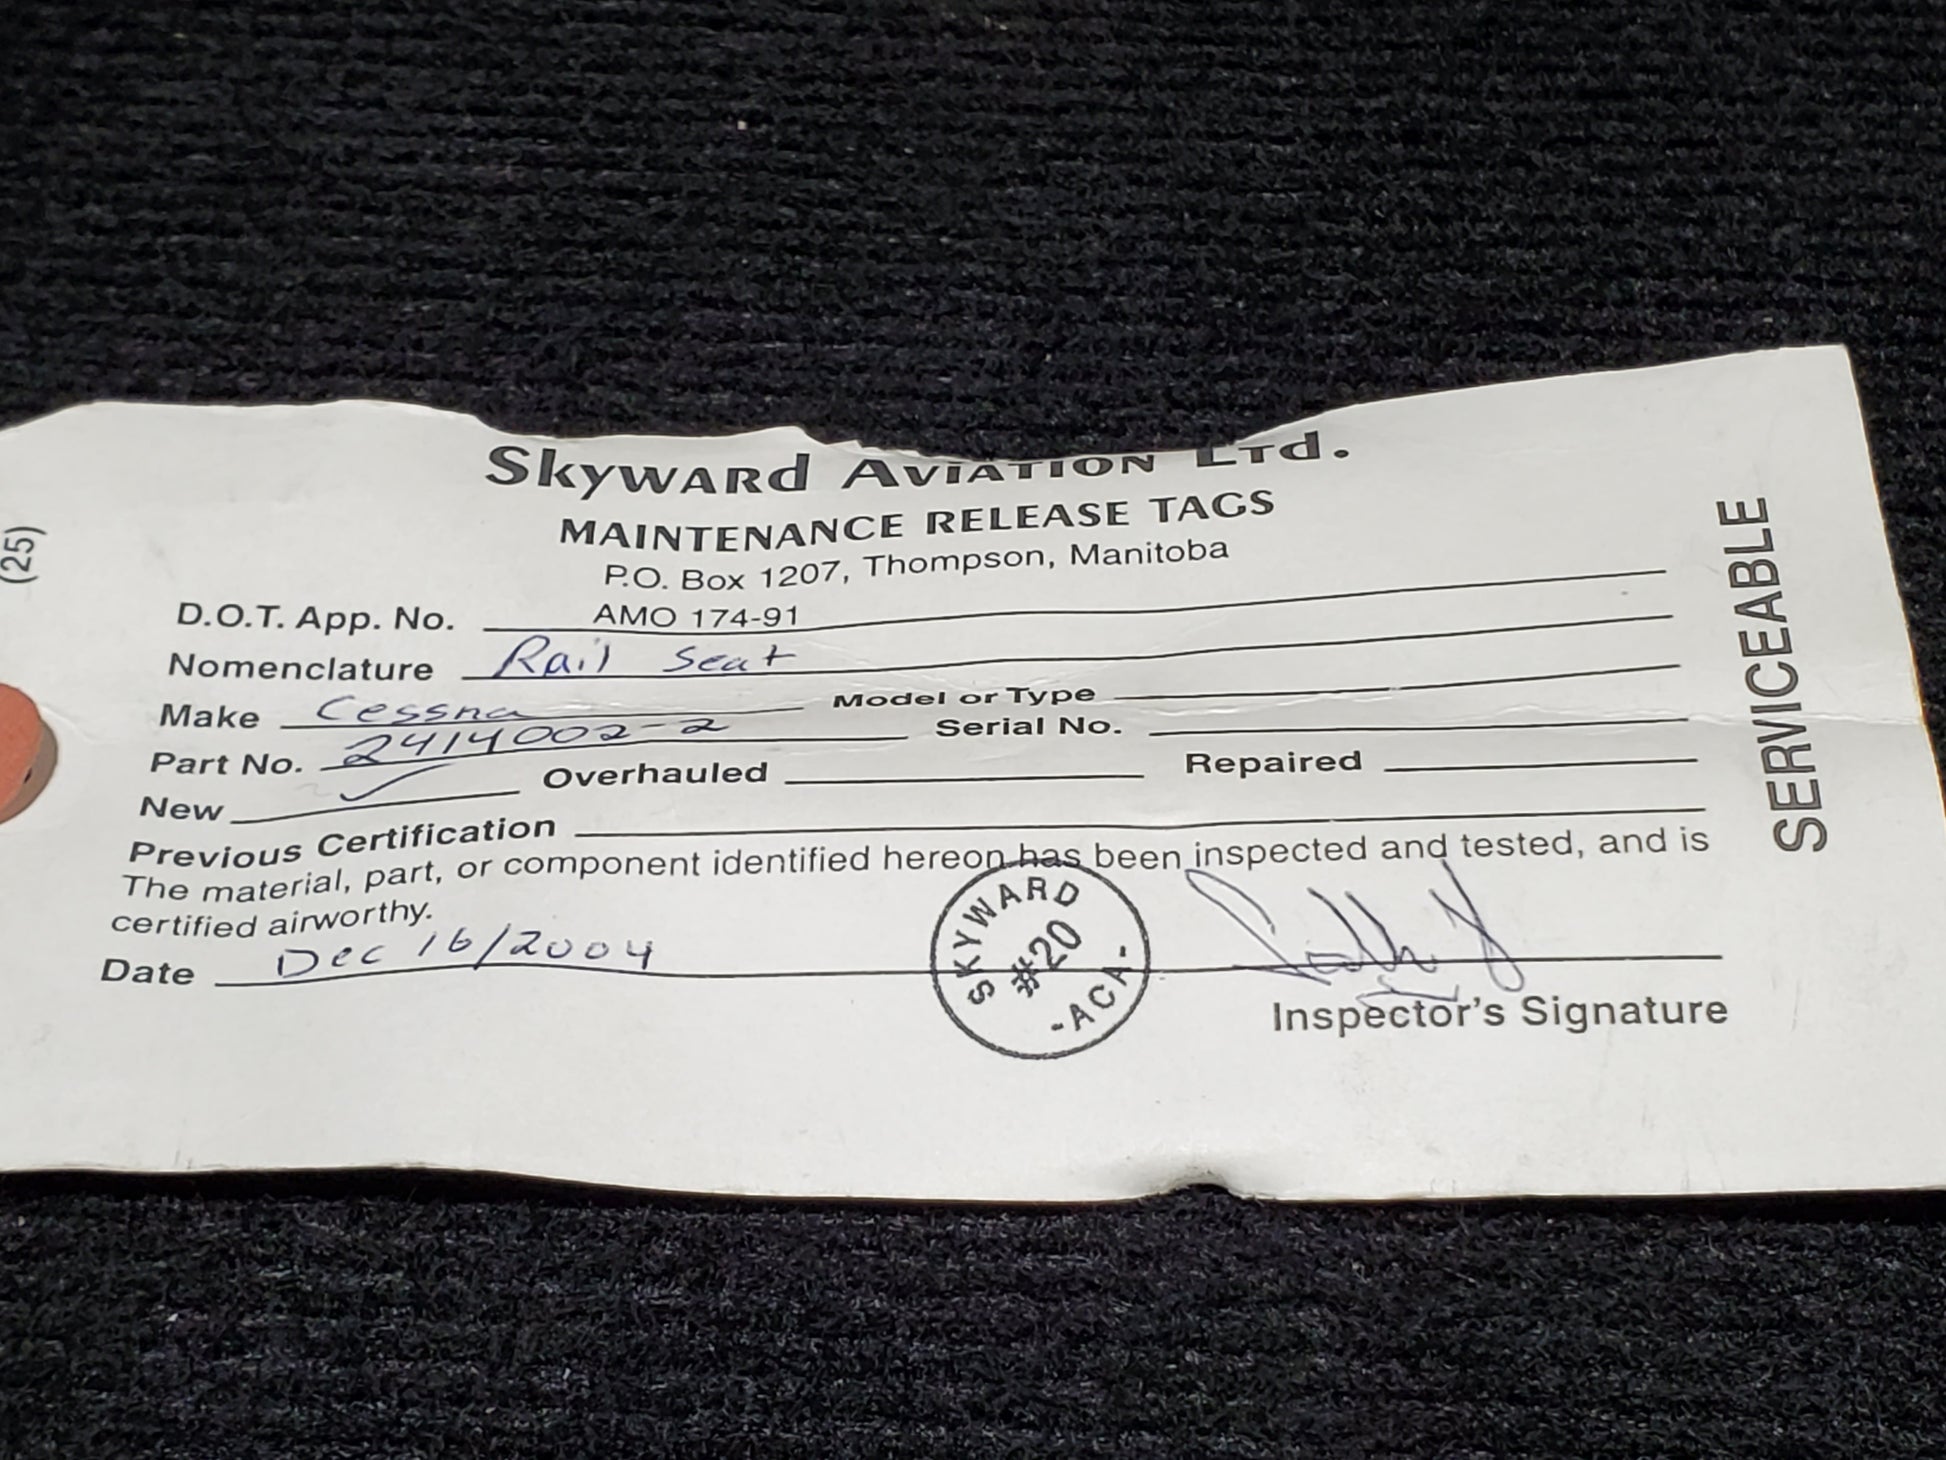 Skyward Aviation Ltd.
MAINTENANCE RELEASE TAGS
P.O. Box 1207, Thompson, Manitoba
D.O.T. App. No. AMO 174-91
Nomenclature Rail Seat
Make Cessna Model or Type
Part No. 2414002-2 Serial No.
New ✓ Overhauled Repaired
Previous Certification
The material, part, or component identified hereon has been inspected and tested, and is
certified airworthy.
Date Dec 16/2004
SKYWARD
#20
-ACA-
Inspector's Signature
SERVICEABLE
(25)